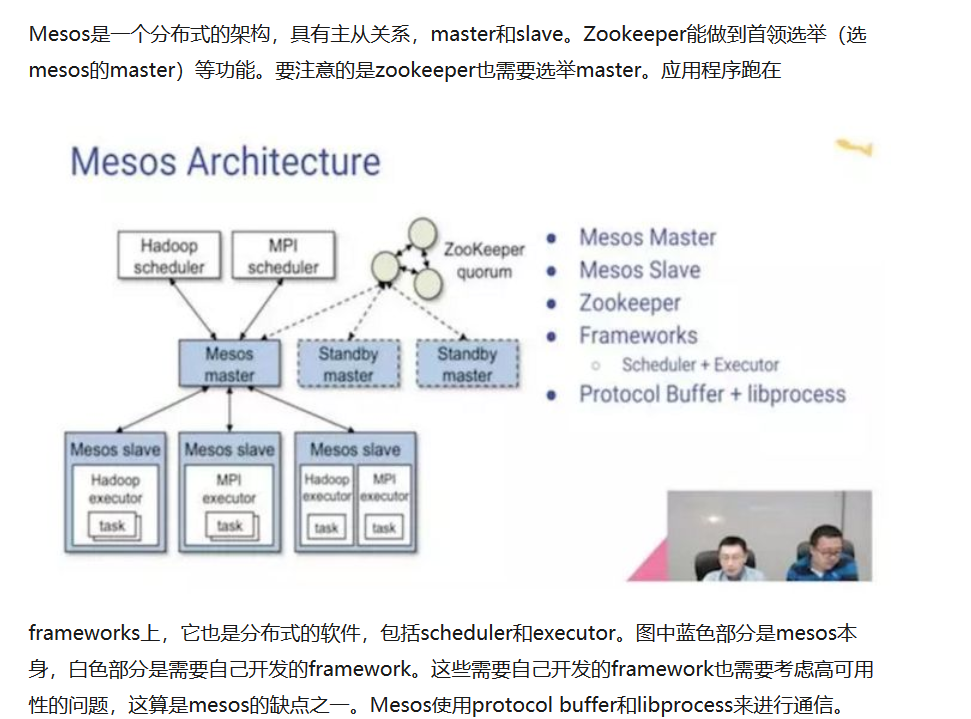 Mesos是一个分布式的架构，具有主从关系，master和slave。Zookeeper能做到首领选举（选
mesos的master）等功能。要注意的是zookeeper也需要选举master。应用程序跑在
Mesos Architecture
Hadoop
scheduler
MPI
scheduler
ZooKeeper
quorum
Mesos
master
Standby
master
Standby
master
Mesos slave
Hadoop
executor
task
Mesos slave
MPI
executor
task
Mesos slave
Hadoop
executor
task
MPI
executor
task
● Mesos Master
● Mesos Slave
● Zookeeper
● Frameworks
○ Scheduler + Executor
● Protocol Buffer + libprocess
frameworks上，它也是分布式的软件，包括scheduler和executor。图中蓝色部分是mesos本
身，白色部分是需要自己开发的framework。这些需要自己开发的framework也需要考虑高可用
性的问题，这算是mesos的缺点之一。Mesos使用protocol buffer和libprocess来进行通信。